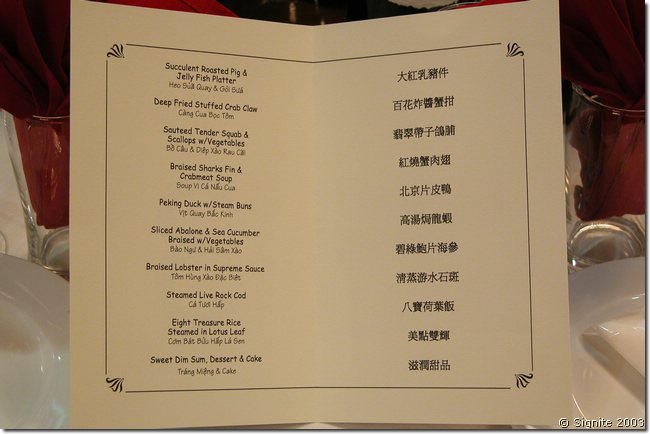 Succulent Roasted Pig &
Jelly Fish Platter
Heo Sửa Quay & Gỏi Sứa
Deep Fried Stuffed Crab Claw
Càng Cua Bọc Tôm
Sauteed Tender Squab &
Scallops w/Vegetables
Bồ Câu & Diệp Xào Rau Cãi
Braised Sharks Fin &
Crabmeat Soup
Soup Vi Cá Nấu Cua
Peking Duck w/Steam Buns
Vịt Quay Bắc Kinh
Sliced Abalone & Sea Cucumber
Braised w/Vegetables
Bào Ngư & Hải Sâm Xào
Braised Lobster in Supreme Sauce
Tôm Hùng Xào Đặc Biệt
Steamed Live Rock Cod
Cá Tươi Hấp
Eight Treasure Rice
Steamed in Lotus Leaf
Cơm Bát Bửu Hấp Lá Sen
Sweet Dim Sum, Dessert & Cake
Tráng Miệng & Cake
大紅乳豬件
百花炸釀蟹拑
翡翠帶子鴿脯
紅燒蟹肉翅
北京片皮鴨
高湯焗龍蝦
碧綠鮑片海參
清蒸游水石斑
八寶荷葉飯
美點雙輝
滋潤甜品
© Signite 2003